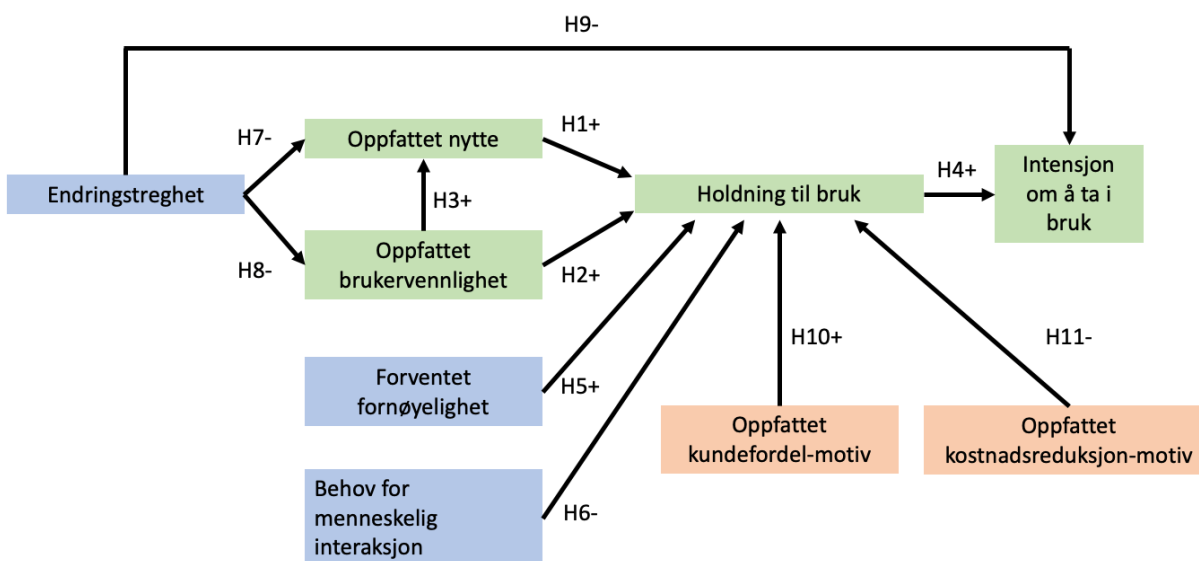 H9-
H7-
Oppfattet nytte
H1+
Endringstreghet
H3+
Holdning til bruk
H4+
Intensjon
om å ta i
bruk
H8-
Oppfattet
brukervennlighet
H2+
Forventet
fornøyelighet
H5+
H10+
H11-
Oppfattet
kundefordel-motiv
Oppfattet
kostnadsreduksjon-motiv
Behov for
menneskelig
interaksjon
H6-